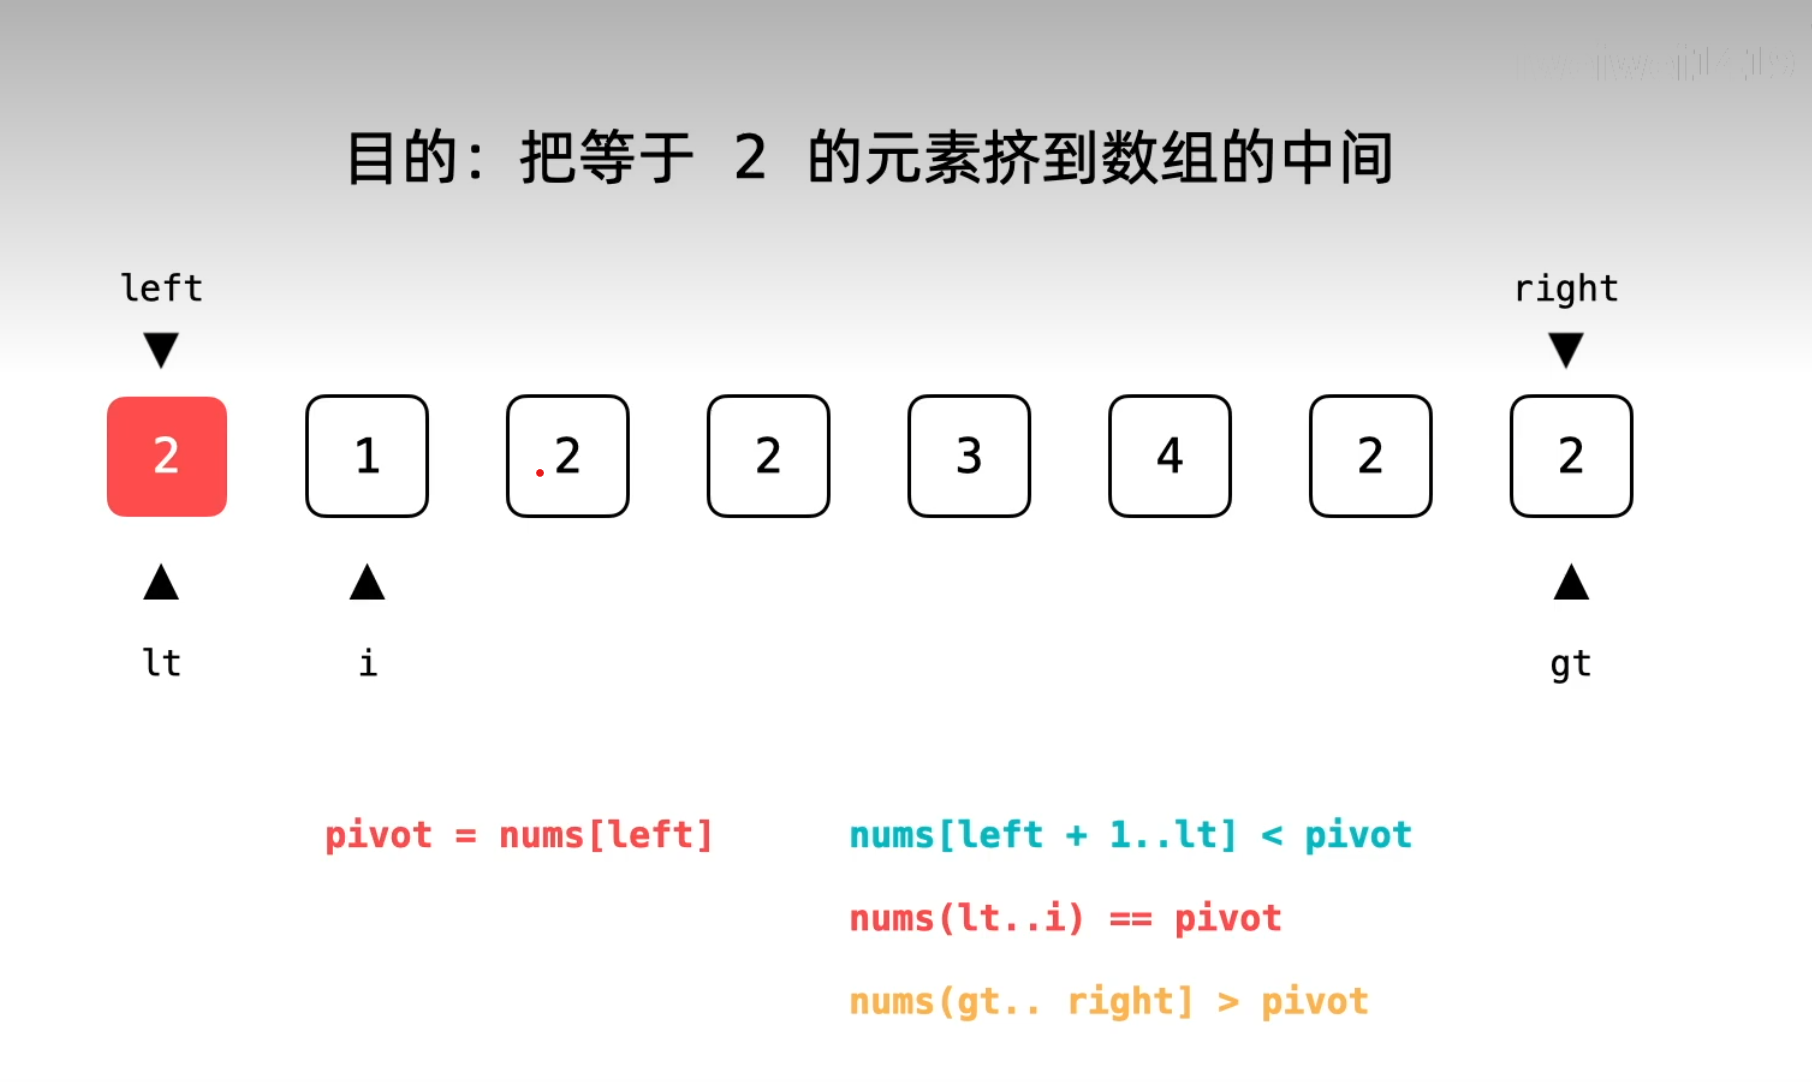 目的：把等于 2 的元素挤到数组的中间
left right
2 1 2 2 3 4 2 2
lt i gt
pivot = nums[left] nums[left + 1..lt] < pivot
nums(lt..i) == pivot
nums(gt.. right] > pivot